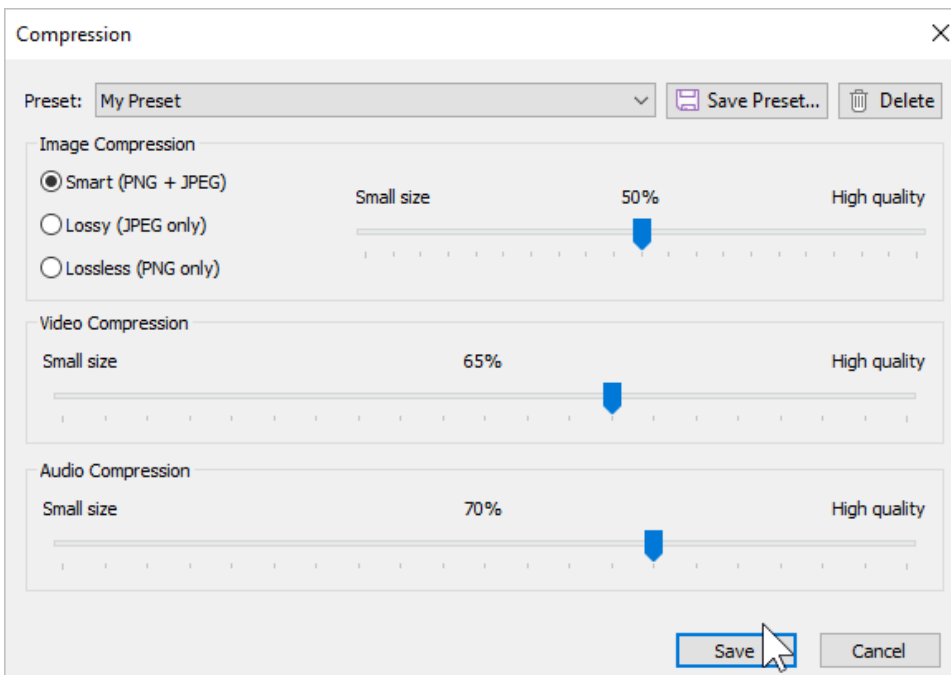 Compression
Preset: My Preset Save Preset... Delete
Image Compression
Smart (PNG + JPEG)
Small size 50% High quality
Lossy (JPEG only)
Lossless (PNG only)
Video Compression
Small size 65% High quality
Audio Compression
Small size 70% High quality
Save Cancel